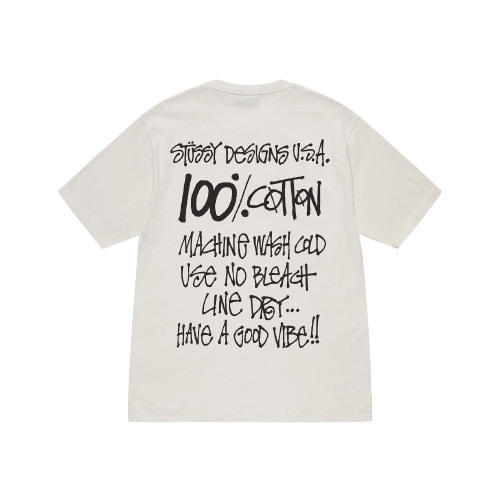 STÜSSY DESIGNS U.S.A.
100% COTTON
MACHINE WASH COLD
USE NO BLEACH
LINE DRY...
HAVE A GOOD VIBE!!